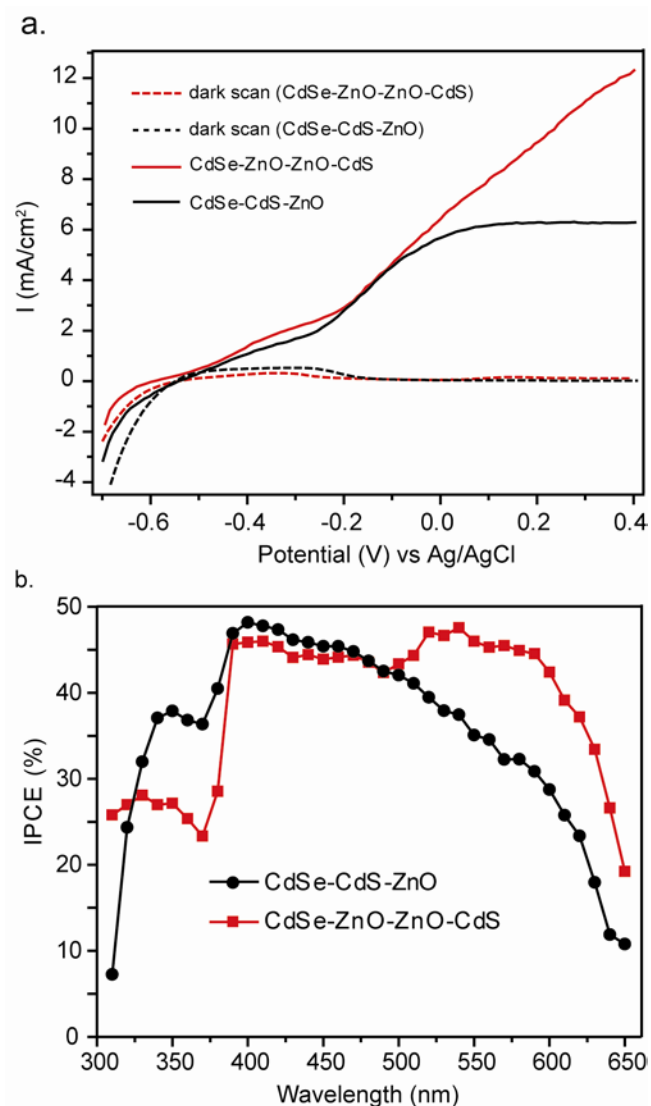 a.
12
10
8
6
4
2
0
-2
-4
I (mA/cm²)
dark scan (CdSe-ZnO-ZnO-CdS)
dark scan (CdSe-CdS-ZnO)
CdSe-ZnO-ZnO-CdS
CdSe-CdS-ZnO
-0.6 -0.4 -0.2 0.0 0.2 0.4
Potential (V) vs Ag/AgCl
b.
50
40
30
20
10
0
IPCE (%)
CdSe-CdS-ZnO
CdSe-ZnO-ZnO-CdS
300 350 400 450 500 550 600 650
Wavelength (nm)